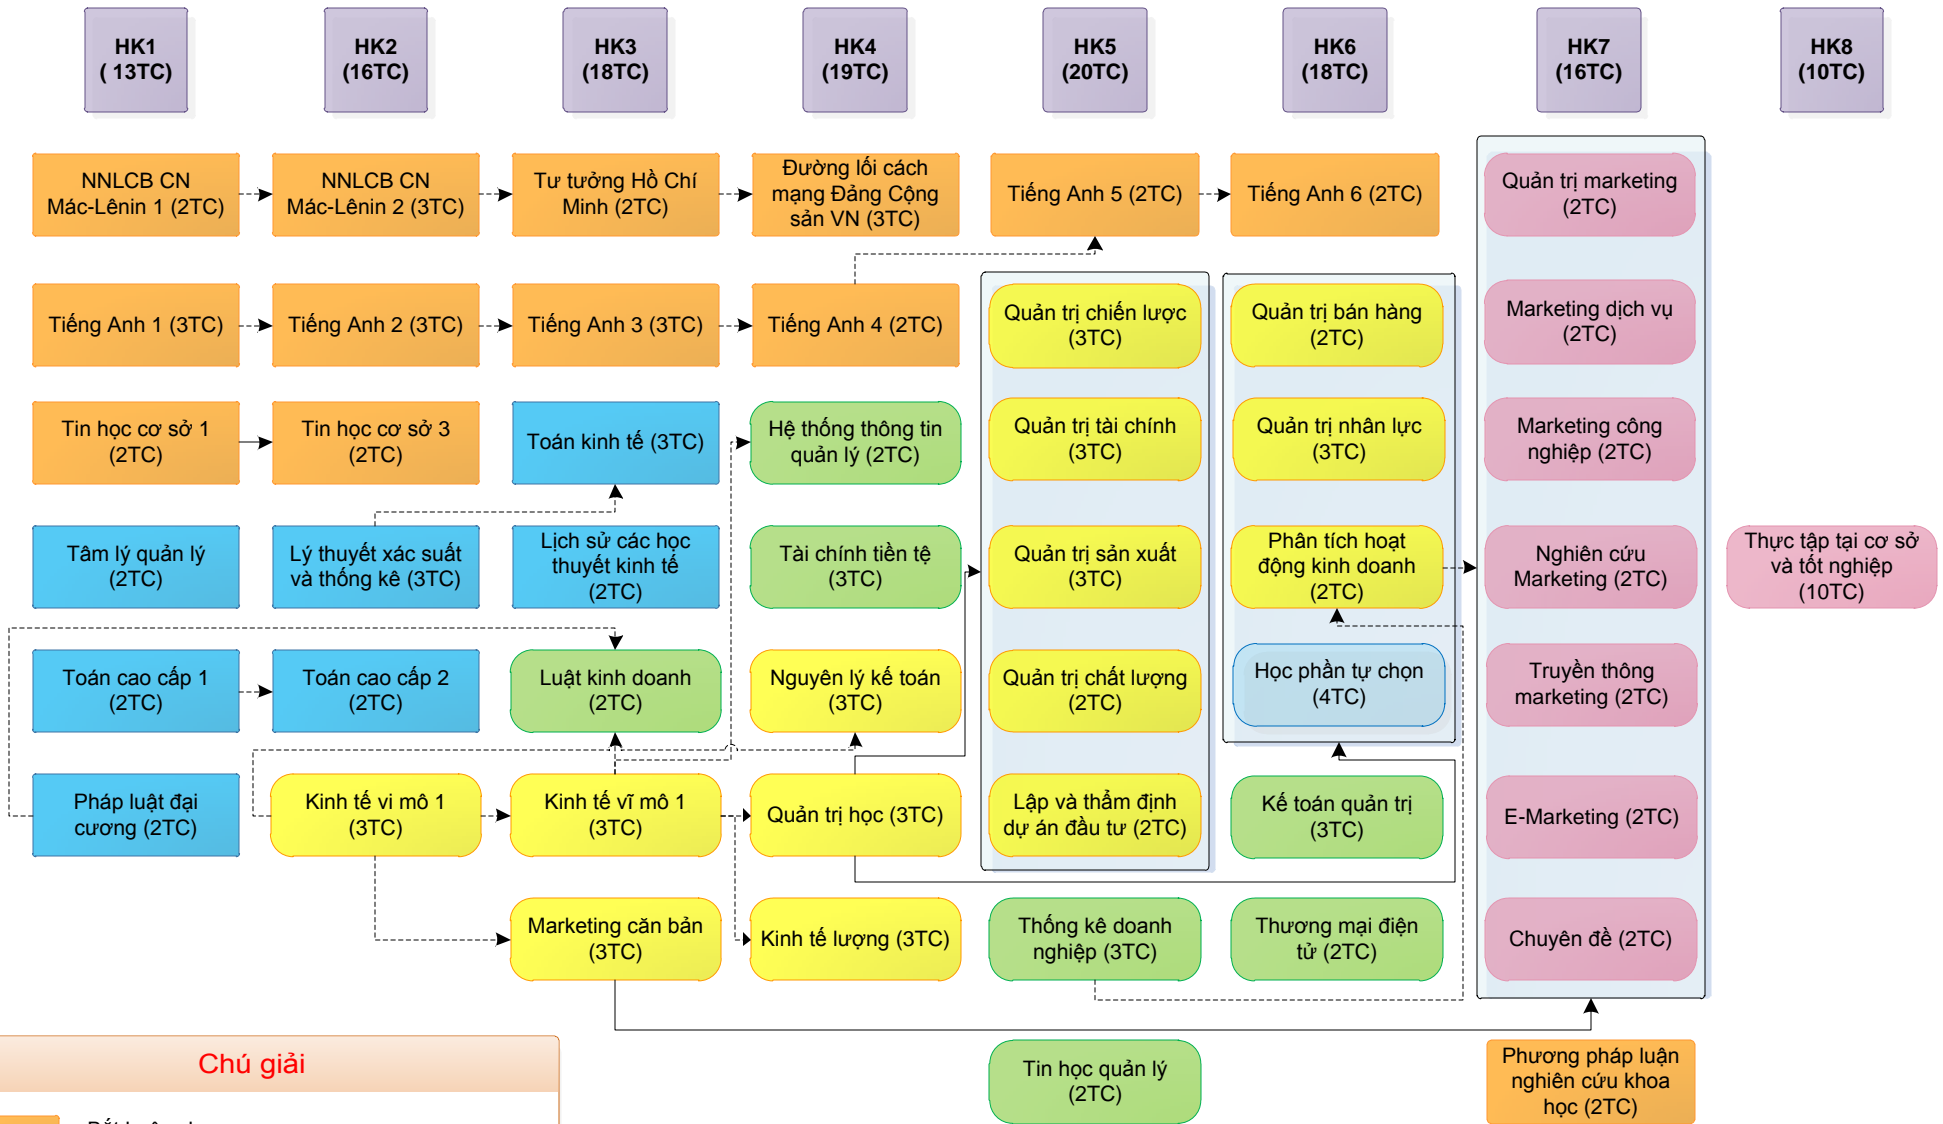 HK1
( 13TC)
HK2
(16TC)
HK3
(18TC)
HK4
(19TC)
HK5
(20TC)
HK6
(18TC)
HK7
(16TC)
HK8
(10TC)
NNLCB CN
Mác-Lênin 1 (2TC)
NNLCB CN
Mác-Lênin 2 (3TC)
Tư tưởng Hồ Chí
Minh (2TC)
Đường lối cách
mạng Đảng Cộng
sản VN (3TC)
Tiếng Anh 5 (2TC)
Tiếng Anh 6 (2TC)
Quản trị marketing
(2TC)
Tiếng Anh 1 (3TC)
Tiếng Anh 2 (3TC)
Tiếng Anh 3 (3TC)
Tiếng Anh 4 (2TC)
Quản trị chiến lược
(3TC)
Quản trị bán hàng
(2TC)
Marketing dịch vụ
(2TC)
Tin học cơ sở 1
(2TC)
Tin học cơ sở 3
(2TC)
Toán kinh tế (3TC)
Hệ thống thông tin
quản lý (2TC)
Quản trị tài chính
(3TC)
Quản trị nhân lực
(3TC)
Marketing công
nghiệp (2TC)
Tâm lý quản lý
(2TC)
Lý thuyết xác suất
và thống kê (3TC)
Lịch sử các học
thuyết kinh tế
(2TC)
Tài chính tiền tệ
(3TC)
Quản trị sản xuất
(3TC)
Phân tích hoạt
động kinh doanh
(2TC)
Nghiên cứu
Marketing (2TC)
Thực tập tại cơ sở
và tốt nghiệp
(10TC)
Toán cao cấp 1
(2TC)
Toán cao cấp 2
(2TC)
Luật kinh doanh
(2TC)
Nguyên lý kế toán
(3TC)
Quản trị chất lượng
(2TC)
Học phần tự chọn
(4TC)
Truyền thông
marketing (2TC)
Pháp luật đại
cương (2TC)
Kinh tế vi mô 1
(3TC)
Kinh tế vĩ mô 1
(3TC)
Quản trị học (3TC)
Lập và thẩm định
dự án đầu tư (2TC)
Kế toán quản trị
(3TC)
E-Marketing (2TC)
Marketing căn bản
(3TC)
Kinh tế lượng (3TC)
Thống kê doanh
nghiệp (3TC)
Thương mại điện
tử (2TC)
Chuyên đề (2TC)
Chú giải
Tin học quản lý
(2TC)
Phương pháp luận
nghiên cứu khoa
học (2TC)